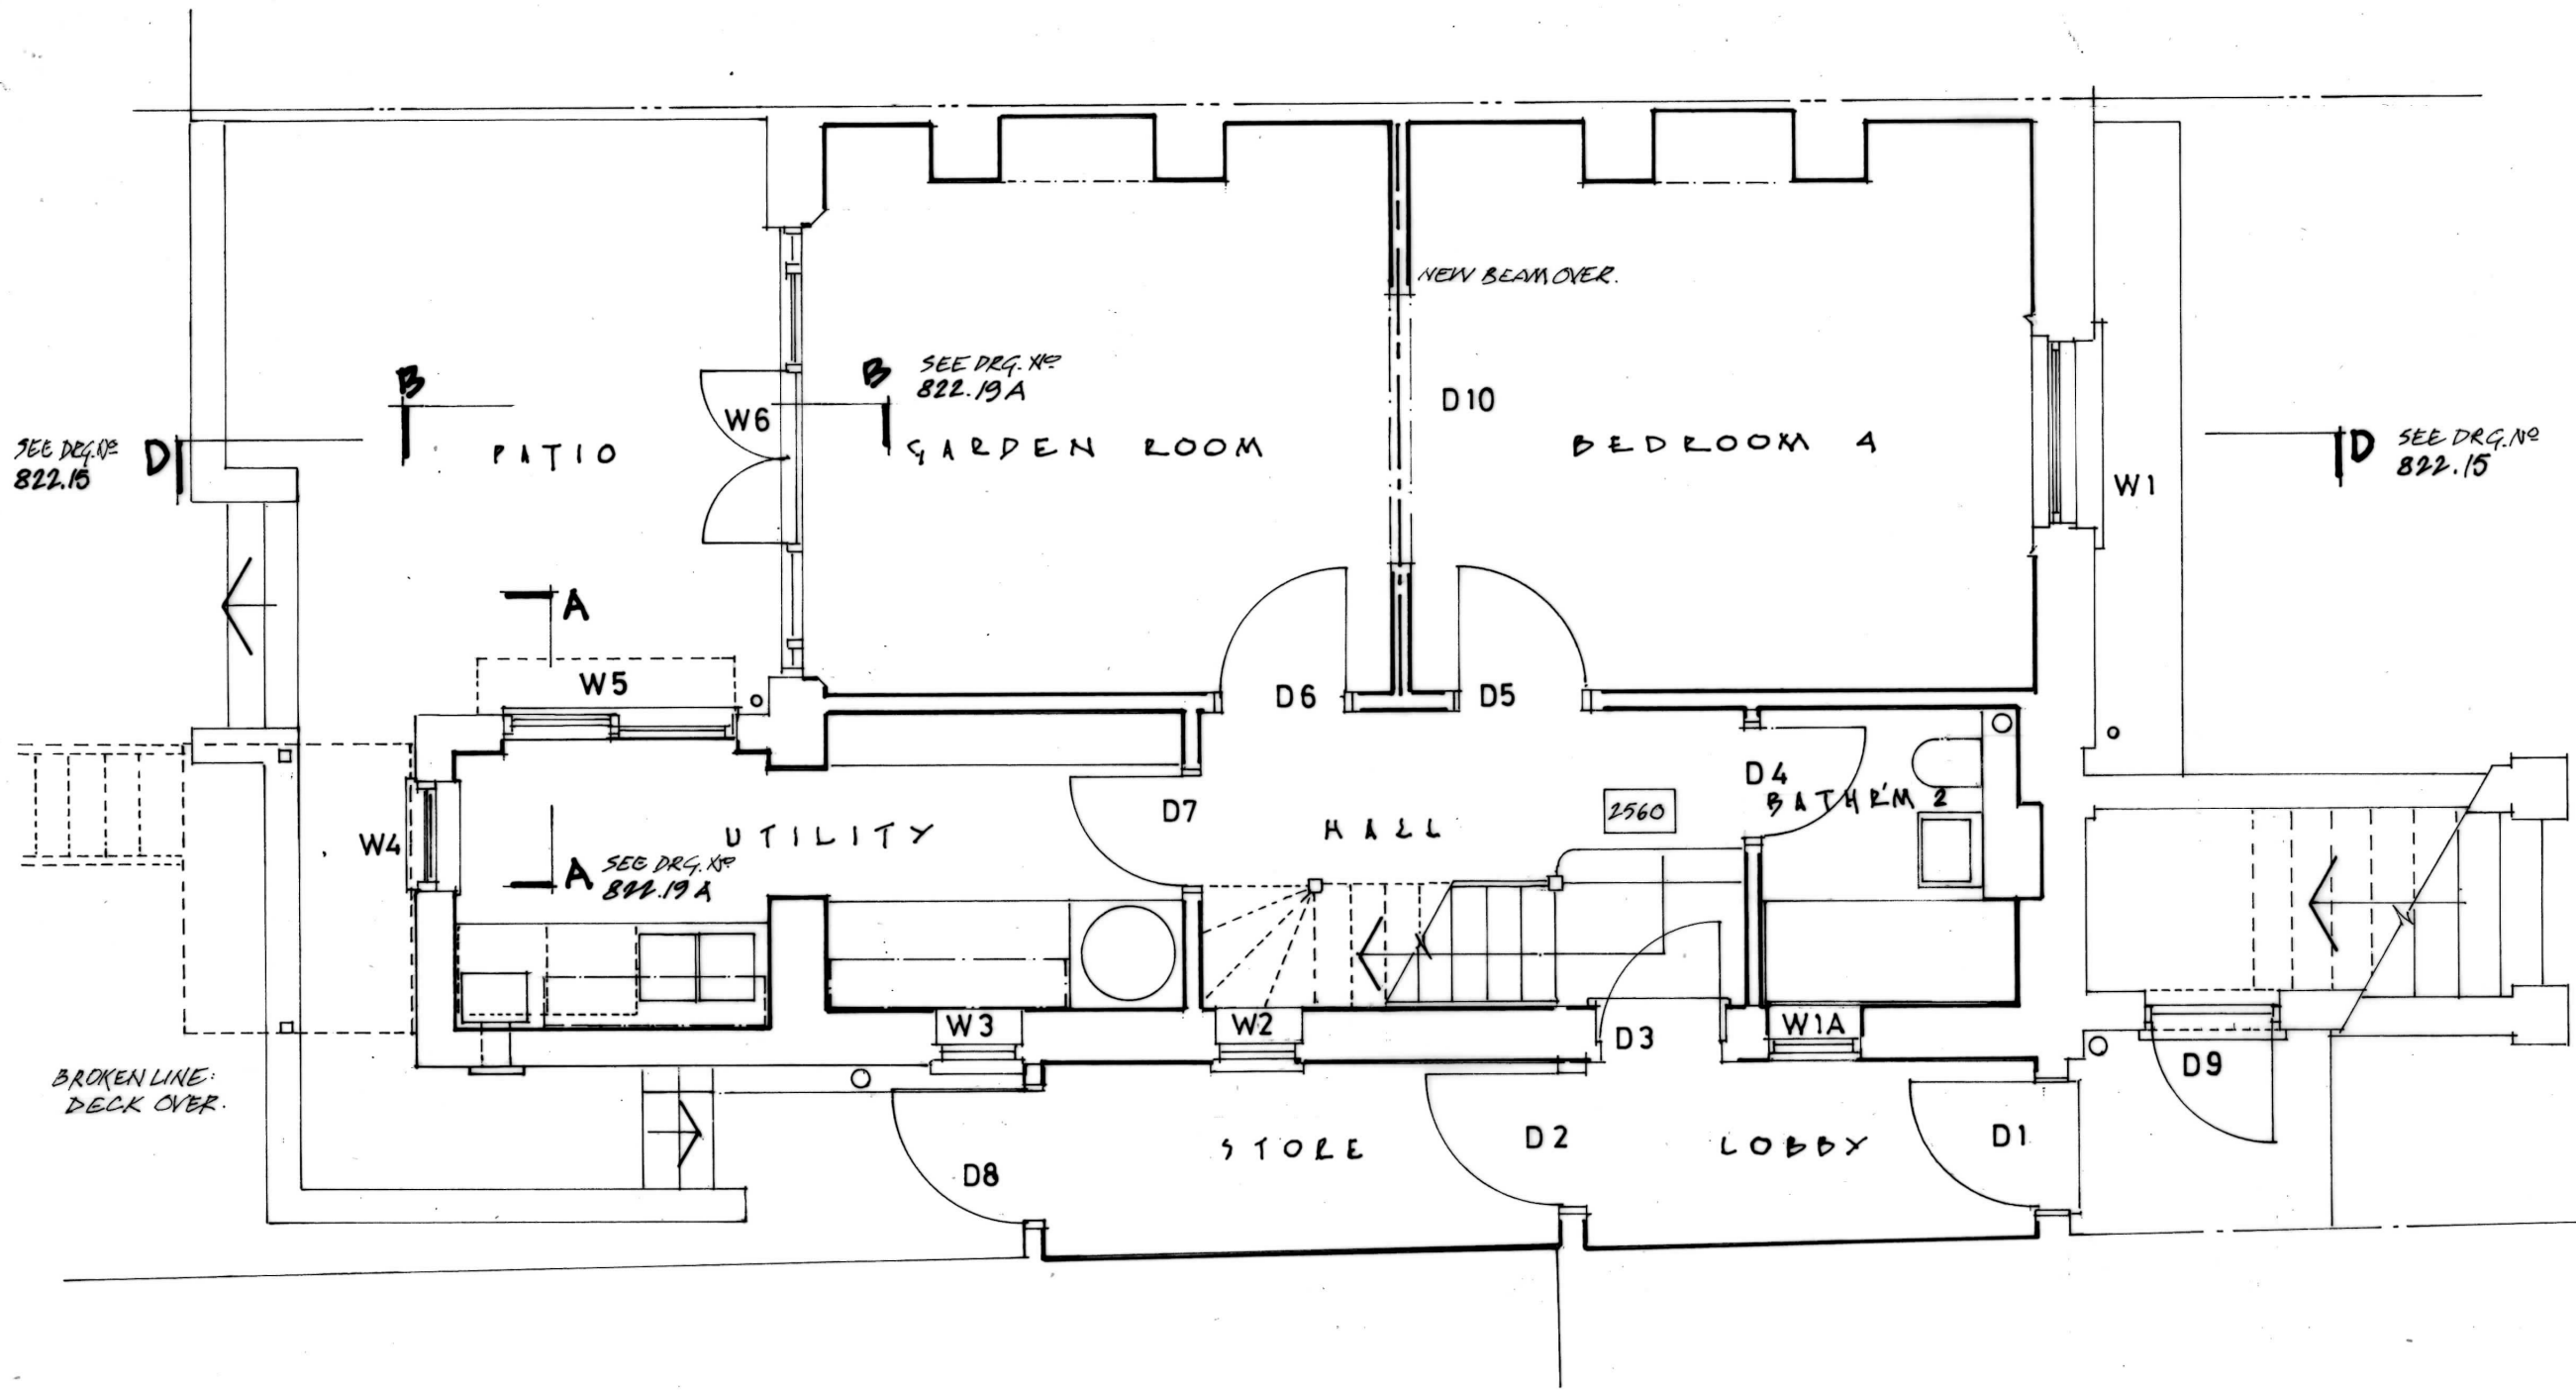 NEW BEAM OVER.
SEE DRG. No
822.19A
B
B
W6
D10
SEE DRG. No
822.15
D
PATIO
GARDEN ROOM
BEDROOM 4
W1
D
SEE DRG. No
822.15
A
W5
D6
D5
D4
BATHR'M 2
D7
2560
HALL
UTILITY
W4
A
SEE DRG. No
822.19A
W3
W2
D3
W1A
D9
BROKEN LINE:
DECK OVER.
D8
STORE
D2
LOBBY
D1